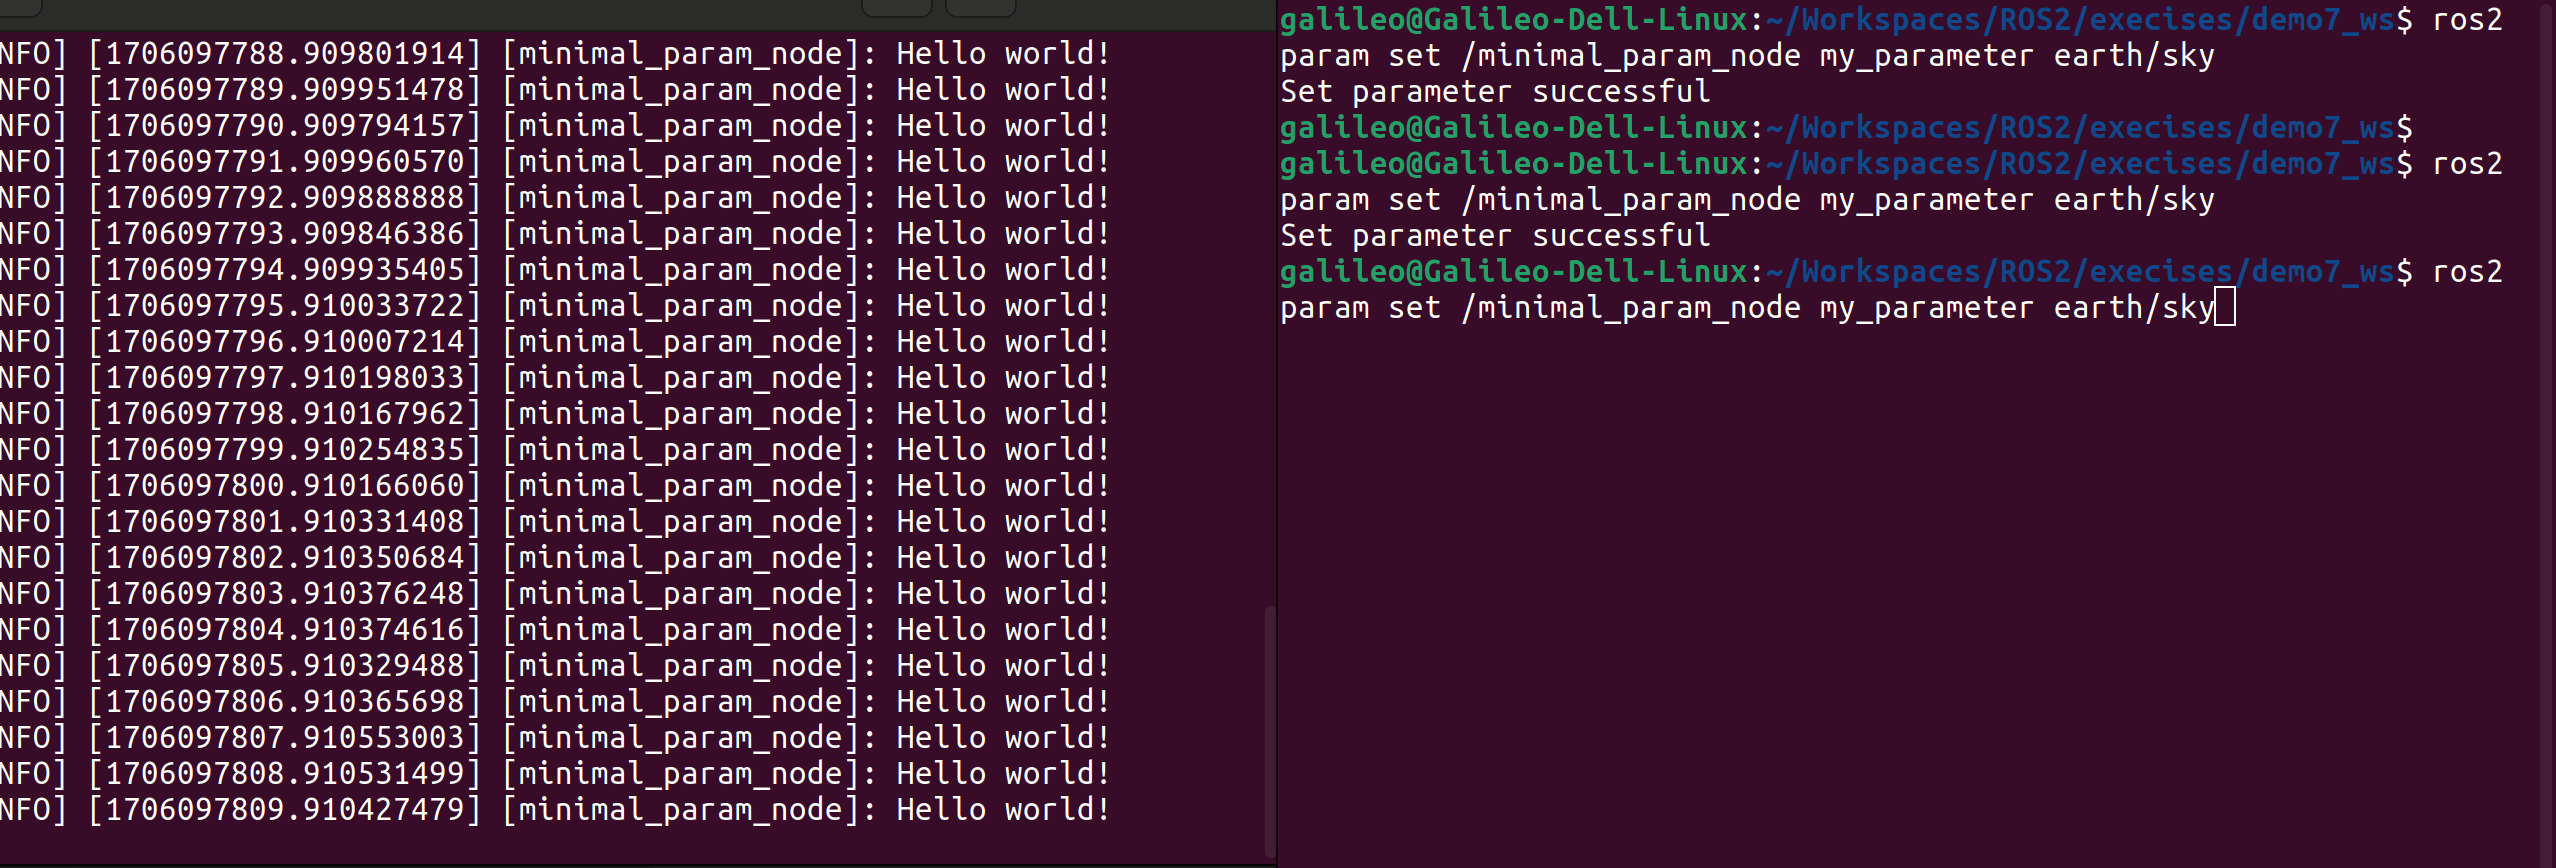 NFO] [1706097788.909801914] [minimal_param_node]: Hello world!
NFO] [1706097789.909951478] [minimal_param_node]: Hello world!
NFO] [1706097790.909794157] [minimal_param_node]: Hello world!
NFO] [1706097791.909960570] [minimal_param_node]: Hello world!
NFO] [1706097792.909888888] [minimal_param_node]: Hello world!
NFO] [1706097793.909846386] [minimal_param_node]: Hello world!
NFO] [1706097794.909935405] [minimal_param_node]: Hello world!
NFO] [1706097795.910033722] [minimal_param_node]: Hello world!
NFO] [1706097796.910007214] [minimal_param_node]: Hello world!
NFO] [1706097797.910198033] [minimal_param_node]: Hello world!
NFO] [1706097798.910167962] [minimal_param_node]: Hello world!
NFO] [1706097799.910254835] [minimal_param_node]: Hello world!
NFO] [1706097800.910166060] [minimal_param_node]: Hello world!
NFO] [1706097801.910331408] [minimal_param_node]: Hello world!
NFO] [1706097802.910350684] [minimal_param_node]: Hello world!
NFO] [1706097803.910376248] [minimal_param_node]: Hello world!
NFO] [1706097804.910374616] [minimal_param_node]: Hello world!
NFO] [1706097805.910329488] [minimal_param_node]: Hello world!
NFO] [1706097806.910365698] [minimal_param_node]: Hello world!
NFO] [1706097807.910553003] [minimal_param_node]: Hello world!
NFO] [1706097808.910531499] [minimal_param_node]: Hello world!
NFO] [1706097809.910427479] [minimal_param_node]: Hello world!
galileo@Galileo-Dell-Linux:~/Workspaces/ROS2/execises/demo7_ws$ ros2
param set /minimal_param_node my_parameter earth/sky
Set parameter successful
galileo@Galileo-Dell-Linux:~/Workspaces/ROS2/execises/demo7_ws$
galileo@Galileo-Dell-Linux:~/Workspaces/ROS2/execises/demo7_ws$ ros2
param set /minimal_param_node my_parameter earth/sky
Set parameter successful
galileo@Galileo-Dell-Linux:~/Workspaces/ROS2/execises/demo7_ws$ ros2
param set /minimal_param_node my_parameter earth/sky